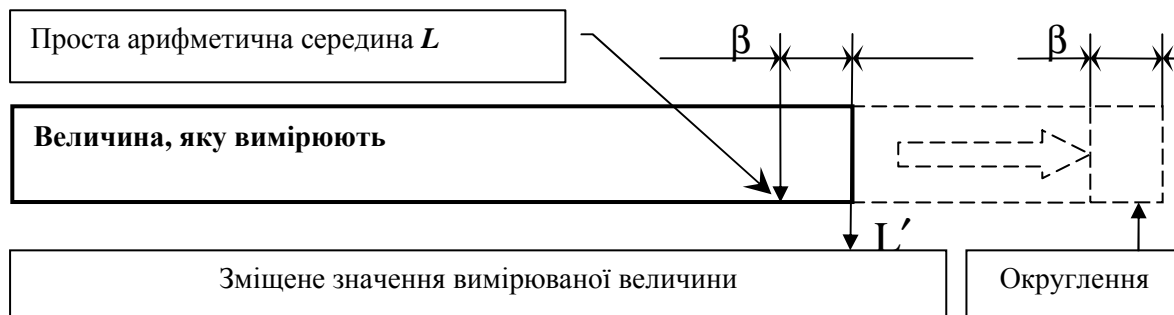 Проста арифметична середина L
β
β
Величина, яку вимірюють
L′
Зміщене значення вимірюваної величини
Округлення